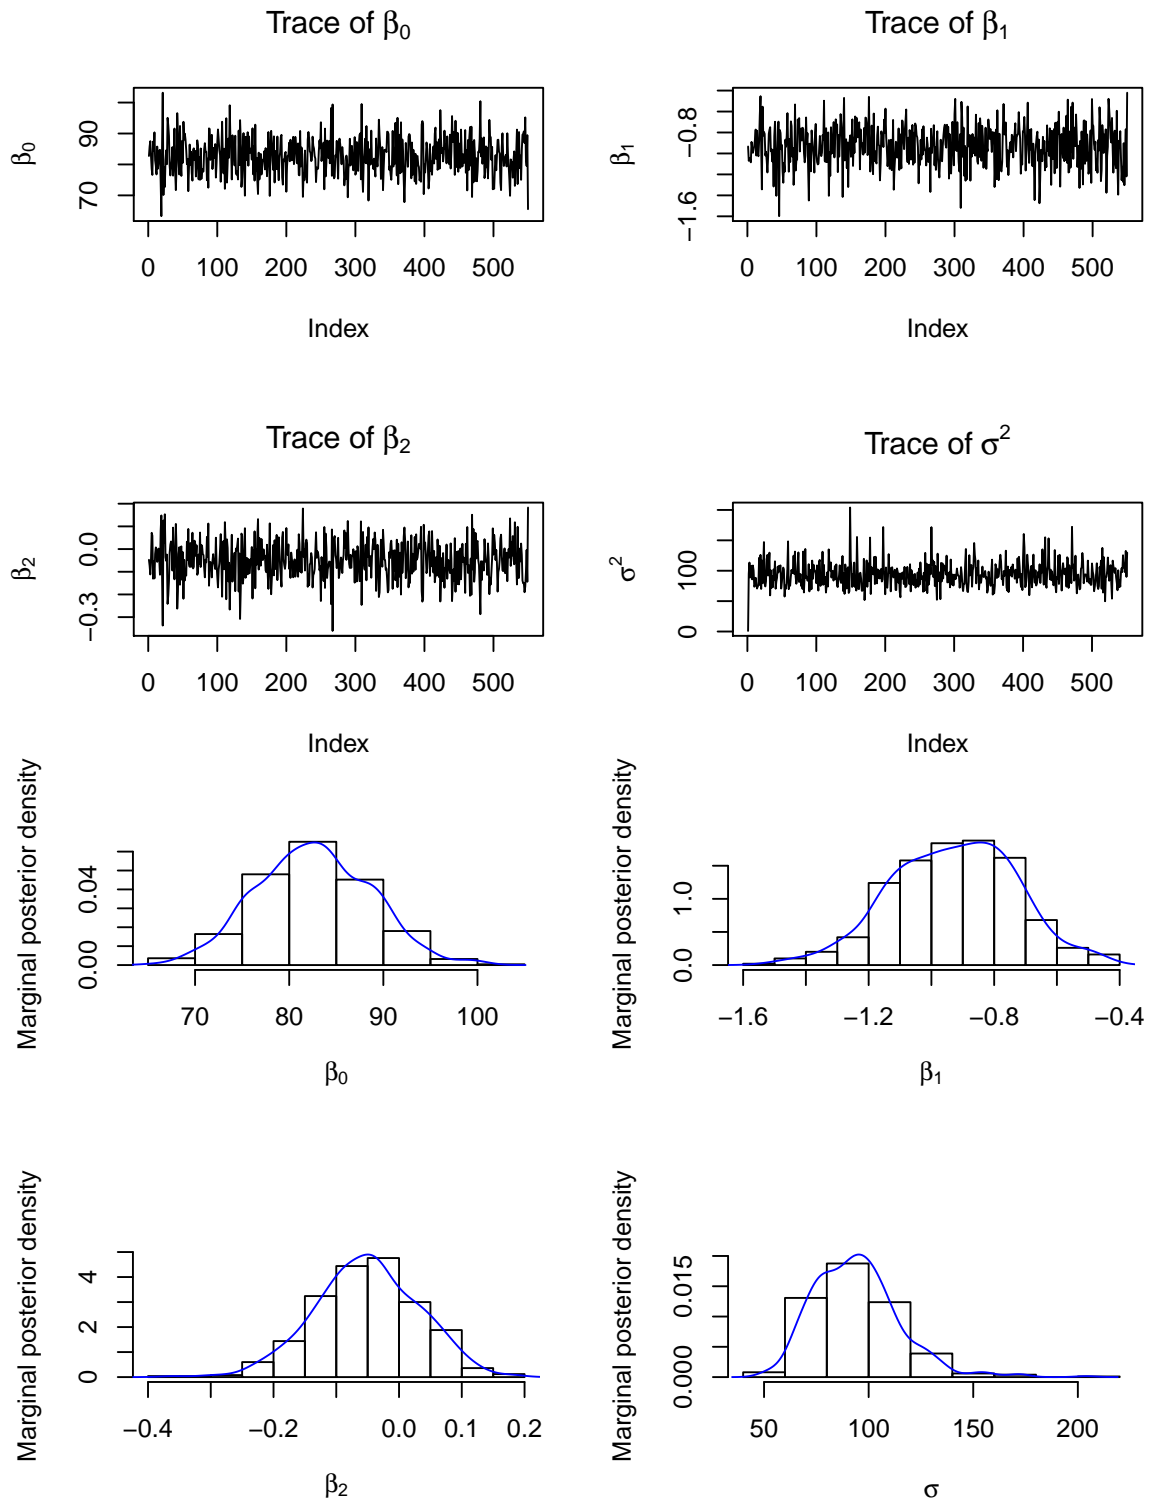 Trace of β0
β0
70
90
0 100 200 300 400 500
Index
Trace of β1
β1
−1.6
−0.8
0 100 200 300 400 500
Index
Trace of β2
β2
−0.3
0.0
0 100 200 300 400 500
Index
Trace of σ2
σ2
0
100
0 100 200 300 400 500
Index
Marginal posterior density
0.00
0.04
70 80 90 100
β0
Marginal posterior density
0.0
1.0
−1.6 −1.2 −0.8 −0.4
β1
Marginal posterior density
0
2
4
−0.4 −0.2 0.0 0.1 0.2
β2
Marginal posterior density
0.000
0.015
50 100 150 200
σ